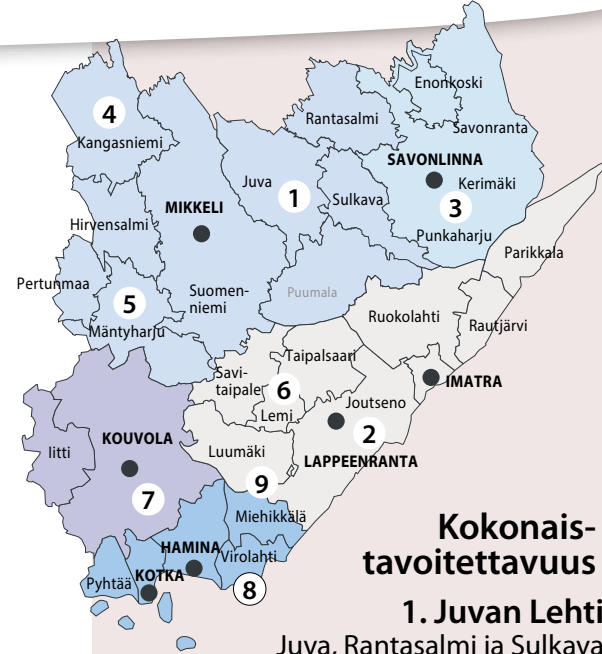 Enonkoski
4
Rantasalmi
Kangasniemi
Savonranta
SAVONLINNA
Juva
1
Kerimäki
Sulkava
MIKKELI
3
Hirvensalmi
Punkaharju
Parikkala
Pertunmaa
5
Suomen-
niemi
Puumala
Ruokolahti
Rautjärvi
Mäntyharju
Taipalsaari
Savi-
taipale
6
IMATRA
Joutseno
Lemi
2
KOUVOLA
Iitti
Luumäki
LAPPEENRANTA
9
7
Miehikkälä
Kokonais-
tavoitettavuus
HAMINA
Virolahti
Pyhtää
KOTKA
8
1. Juvan Lehti
Juva, Rantasalmi ja Sulkava